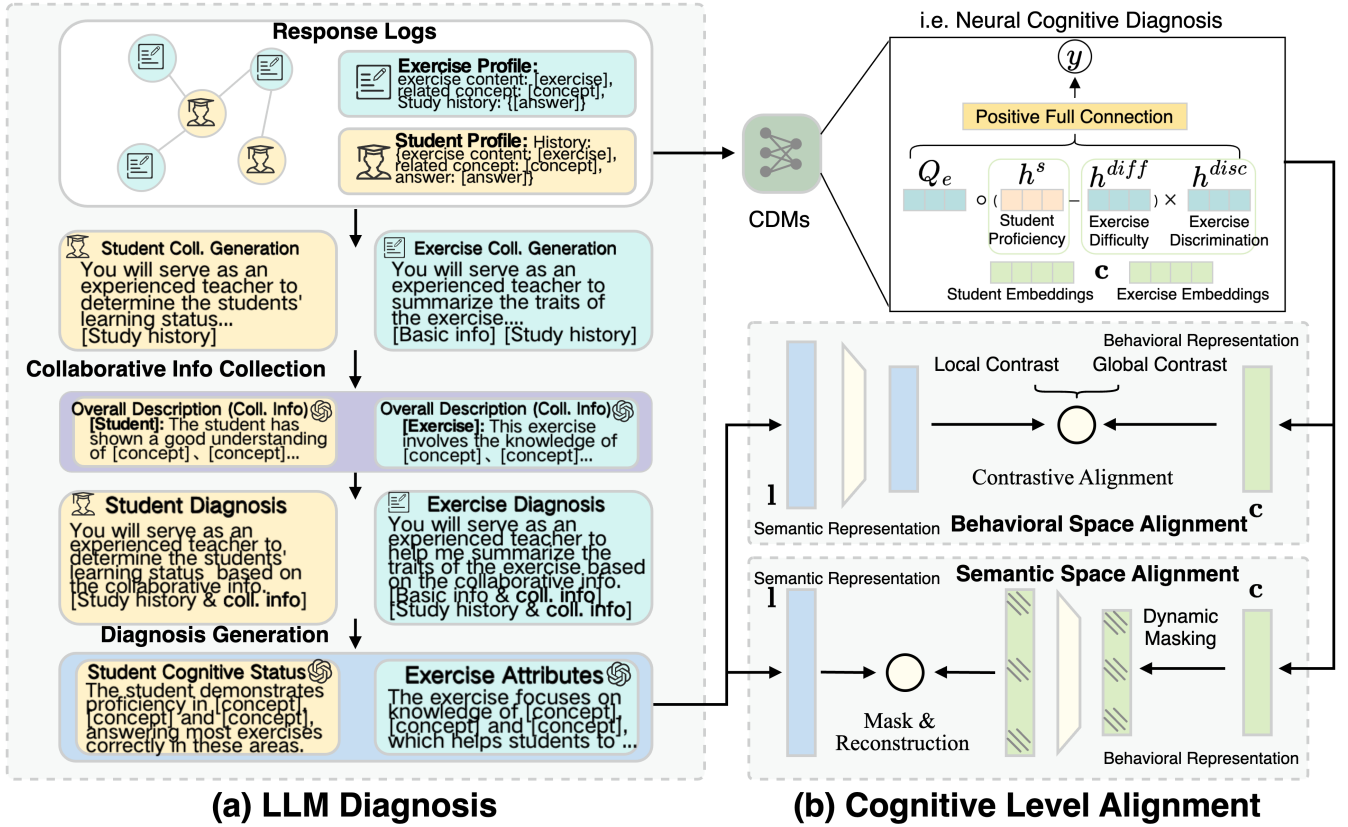 Response Logs
Exercise Profile:
exercise content: [exercise],
related concept: [concept],
Study history: {[answer]}
Student Profile: History:
{exercise content: [exercise],
related concept: [concept],
answer: [answer]}
Student Coll. Generation
You will serve as an
experienced teacher to
determine the students'
learning status...
[Study history]
Exercise Coll. Generation
You will serve as an
experienced teacher to
summarize the traits of
the exercise....
[Basic info] [Study history]
Collaborative Info Collection
Overall Description (Coll. Info)
[Student]: The student has
shown a good understanding
of [concept]、[concept]...
Overall Description (Coll. Info)
[Exercise]: This exercise
involves the knowledge of
[concept]、[concept]...
Student Diagnosis
You will serve as an
experienced teacher to
determine the students'
learning status based on
the collaborative info.
[Study history & coll. info]
Exercise Diagnosis
You will serve as an
experienced teacher to
help me summarize the
traits of the exercise based
on the collaborative info.
[Basic info & coll. info]
[Study history & coll. info]
Diagnosis Generation
Student Cognitive Status
The student demonstrates
proficiency in [concept],
[concept] and [concept],
answering most exercises
correctly in these areas.
Exercise Attributes
The exercise focuses on
knowledge of [concept],
[concept] and [concept],
which helps students to ...
(a) LLM Diagnosis
CDMs
i.e. Neural Cognitive Diagnosis
y
Positive Full Connection
Q_e ∘ ( h^s − h^diff ) × h^disc
Student
Proficiency
Exercise
Difficulty
Exercise
Discrimination
c
Student Embeddings
Exercise Embeddings
Behavioral Representation
Local Contrast
Global Contrast
Contrastive Alignment
l
c
Semantic Representation
Behavioral Space Alignment
Semantic Representation
Semantic Space Alignment
l
c
Dynamic
Masking
Mask &
Reconstruction
Behavioral Representation
(b) Cognitive Level Alignment